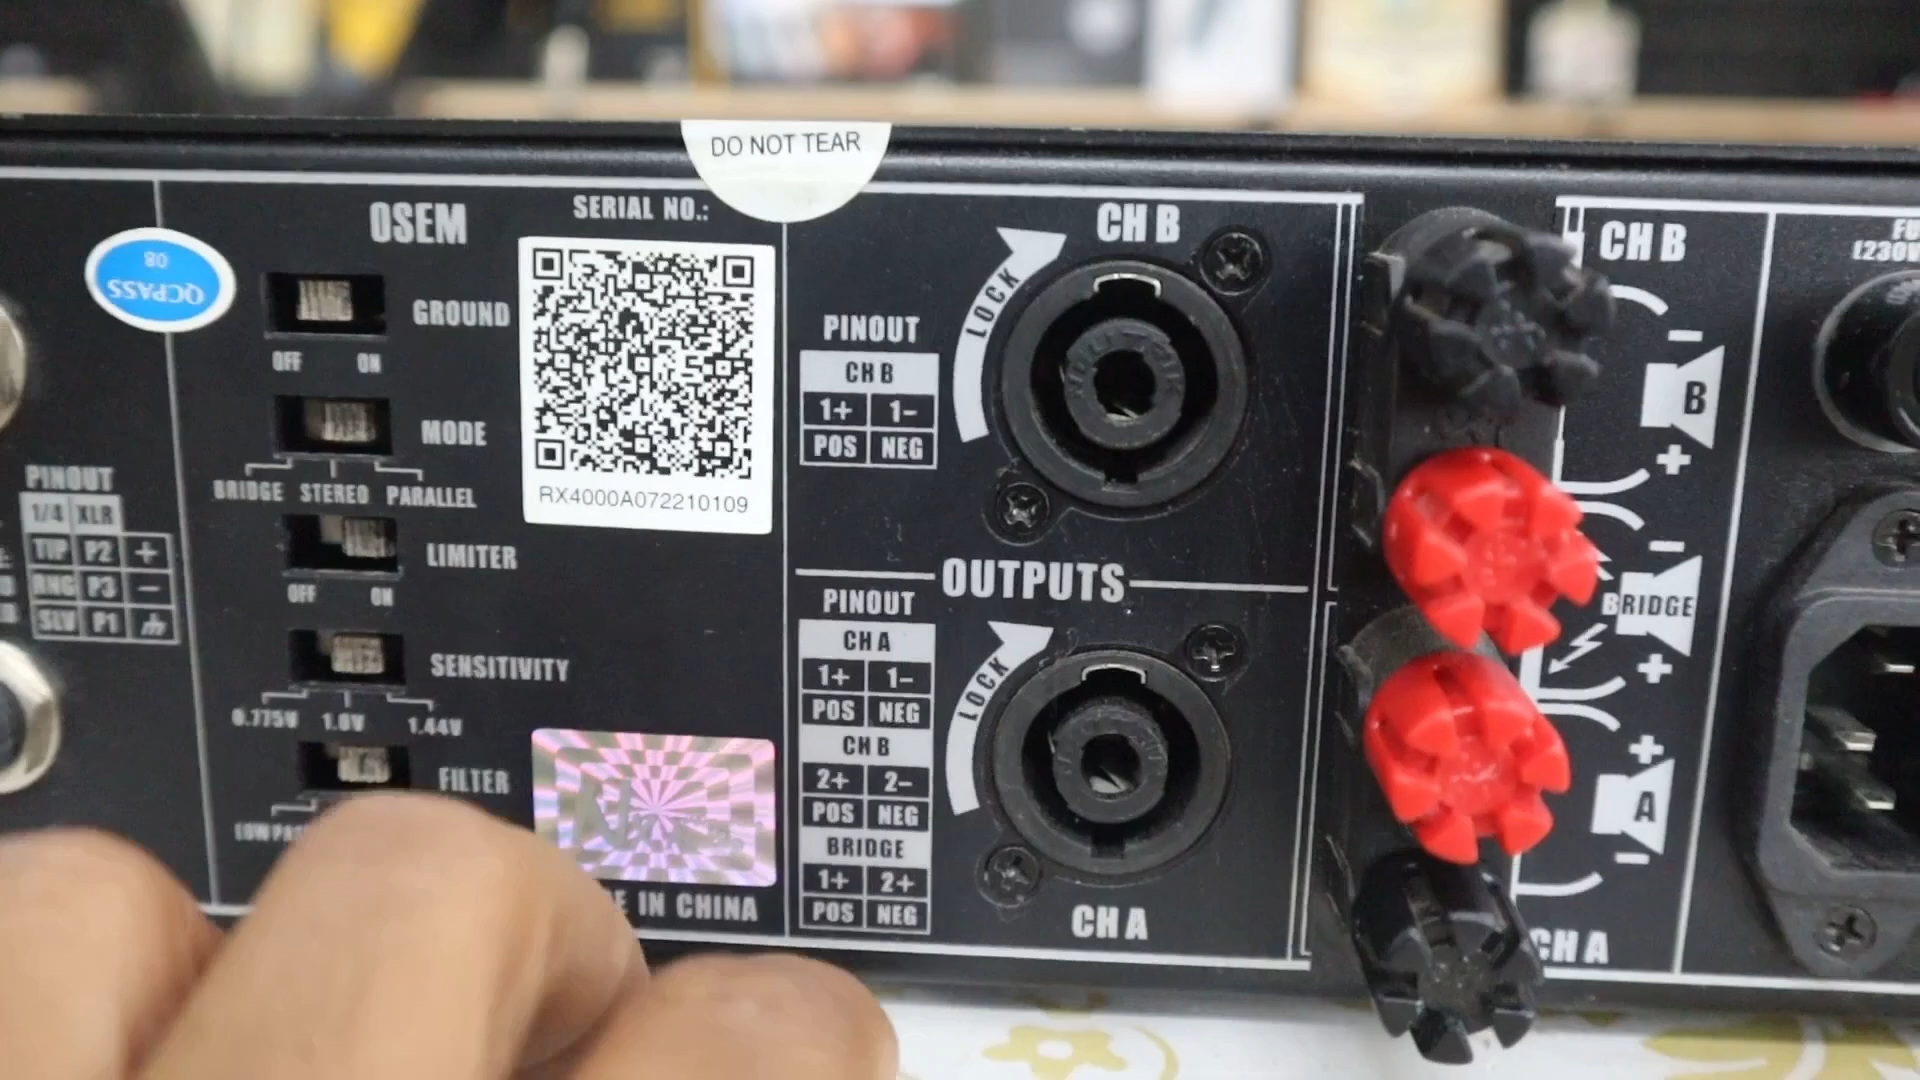 DO NOT TEAR
QCPASS
08
OSEM
SERIAL NO.:
GROUND
OFF ON
MODE
BRIDGE STEREO PARALLEL
LIMITER
OFF ON
SENSITIVITY
0.775V 1.0V 1.44V
FILTER
RX4000A072210109
IN CHINA
PINOUT
1/4 XLR
TIP P2 +
RNG P3 -
SLV P1
CH B
LOCK
PINOUT
CH B
1+ 1-
POS NEG
OUTPUTS
PINOUT
CH A
1+ 1-
POS NEG
CH B
2+ 2-
POS NEG
BRIDGE
1+ 2+
POS NEG
LOCK
CH A
CH B
-
B
+
-
BRIDGE
+
+
A
-
CH A